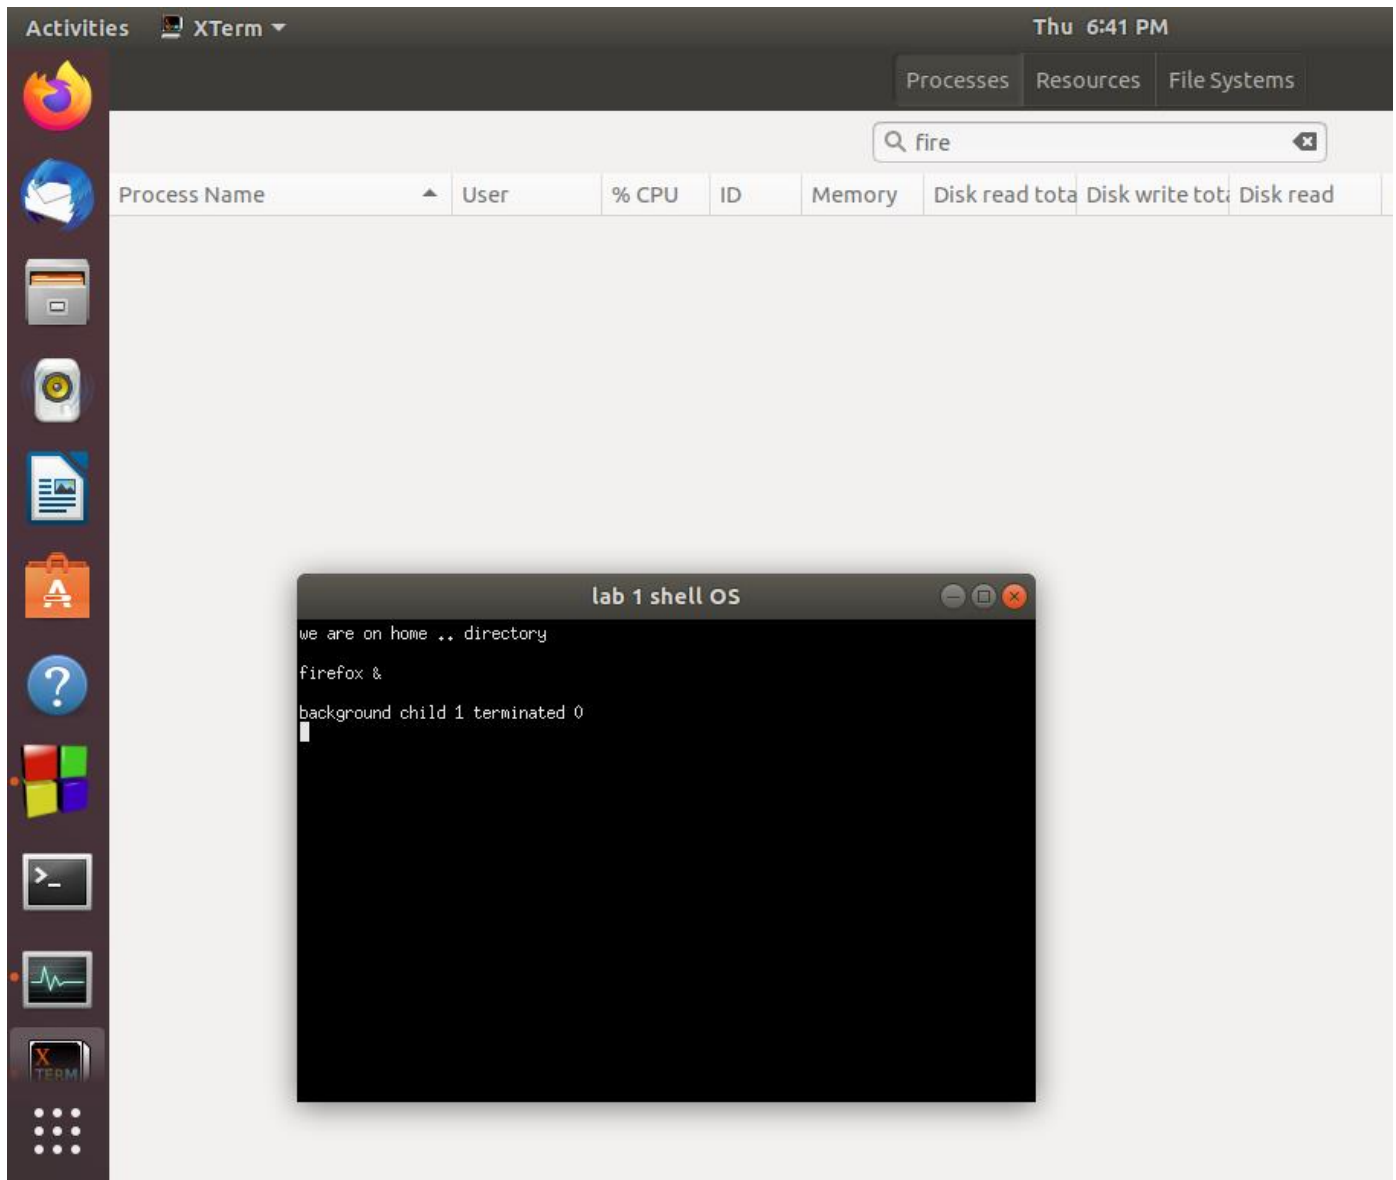 Activities XTerm Thu 6:41 PM
Processes Resources File Systems
fire
Process Name User % CPU ID Memory Disk read tota Disk write tota Disk read
lab 1 shell OS
we are on home .. directory
firefox &
background child 1 terminated 0
X
TERM